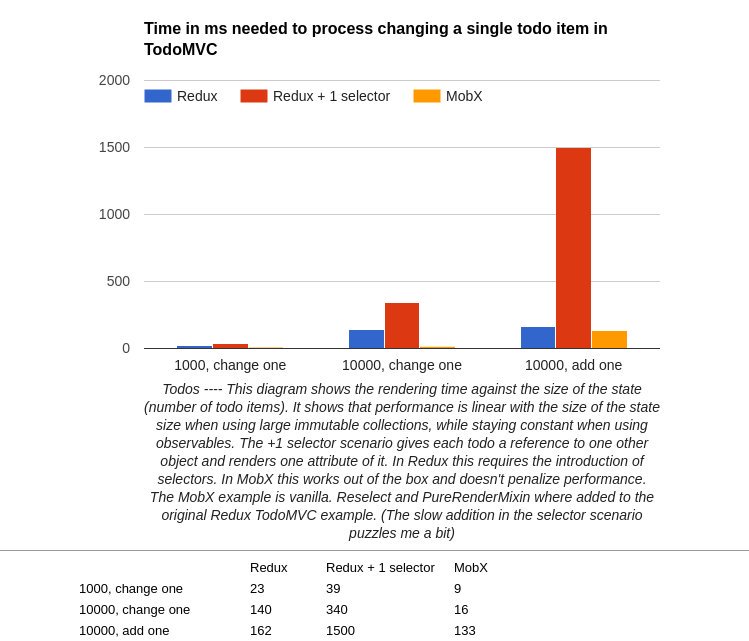 Time in ms needed to process changing a single todo item in
TodoMVC
2000
Redux Redux + 1 selector MobX
1500
1000
500
0
1000, change one 10000, change one 10000, add one
Todos ---- This diagram shows the rendering time against the size of the state
(number of todo items). It shows that performance is linear with the size of the state
size when using large immutable collections, while staying constant when using
observables. The +1 selector scenario gives each todo a reference to one other
object and renders one attribute of it. In Redux this requires the introduction of
selectors. In MobX this works out of the box and doesn't penalize performance.
The MobX example is vanilla. Reselect and PureRenderMixin where added to the
original Redux TodoMVC example. (The slow addition in the selector scenario
puzzles me a bit)
Redux Redux + 1 selector MobX
1000, change one 23 39 9
10000, change one 140 340 16
10000, add one 162 1500 133